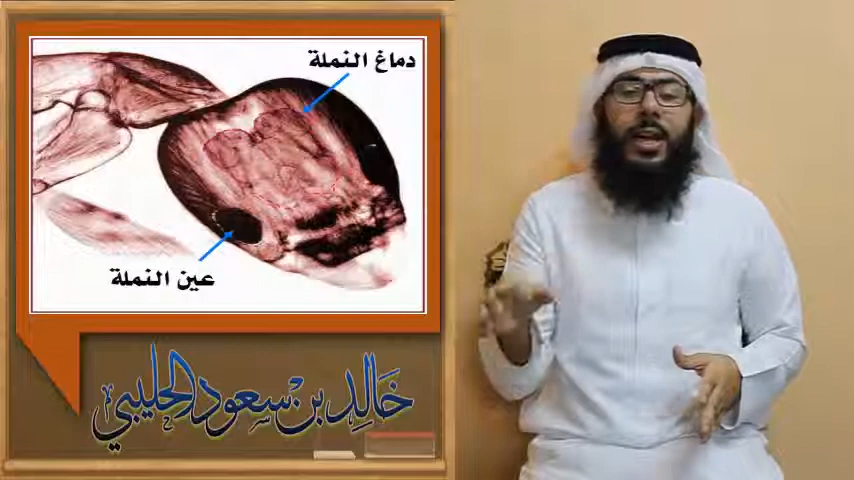 دماغ النملة
عين النملة
خالد بن سعود الحليبي